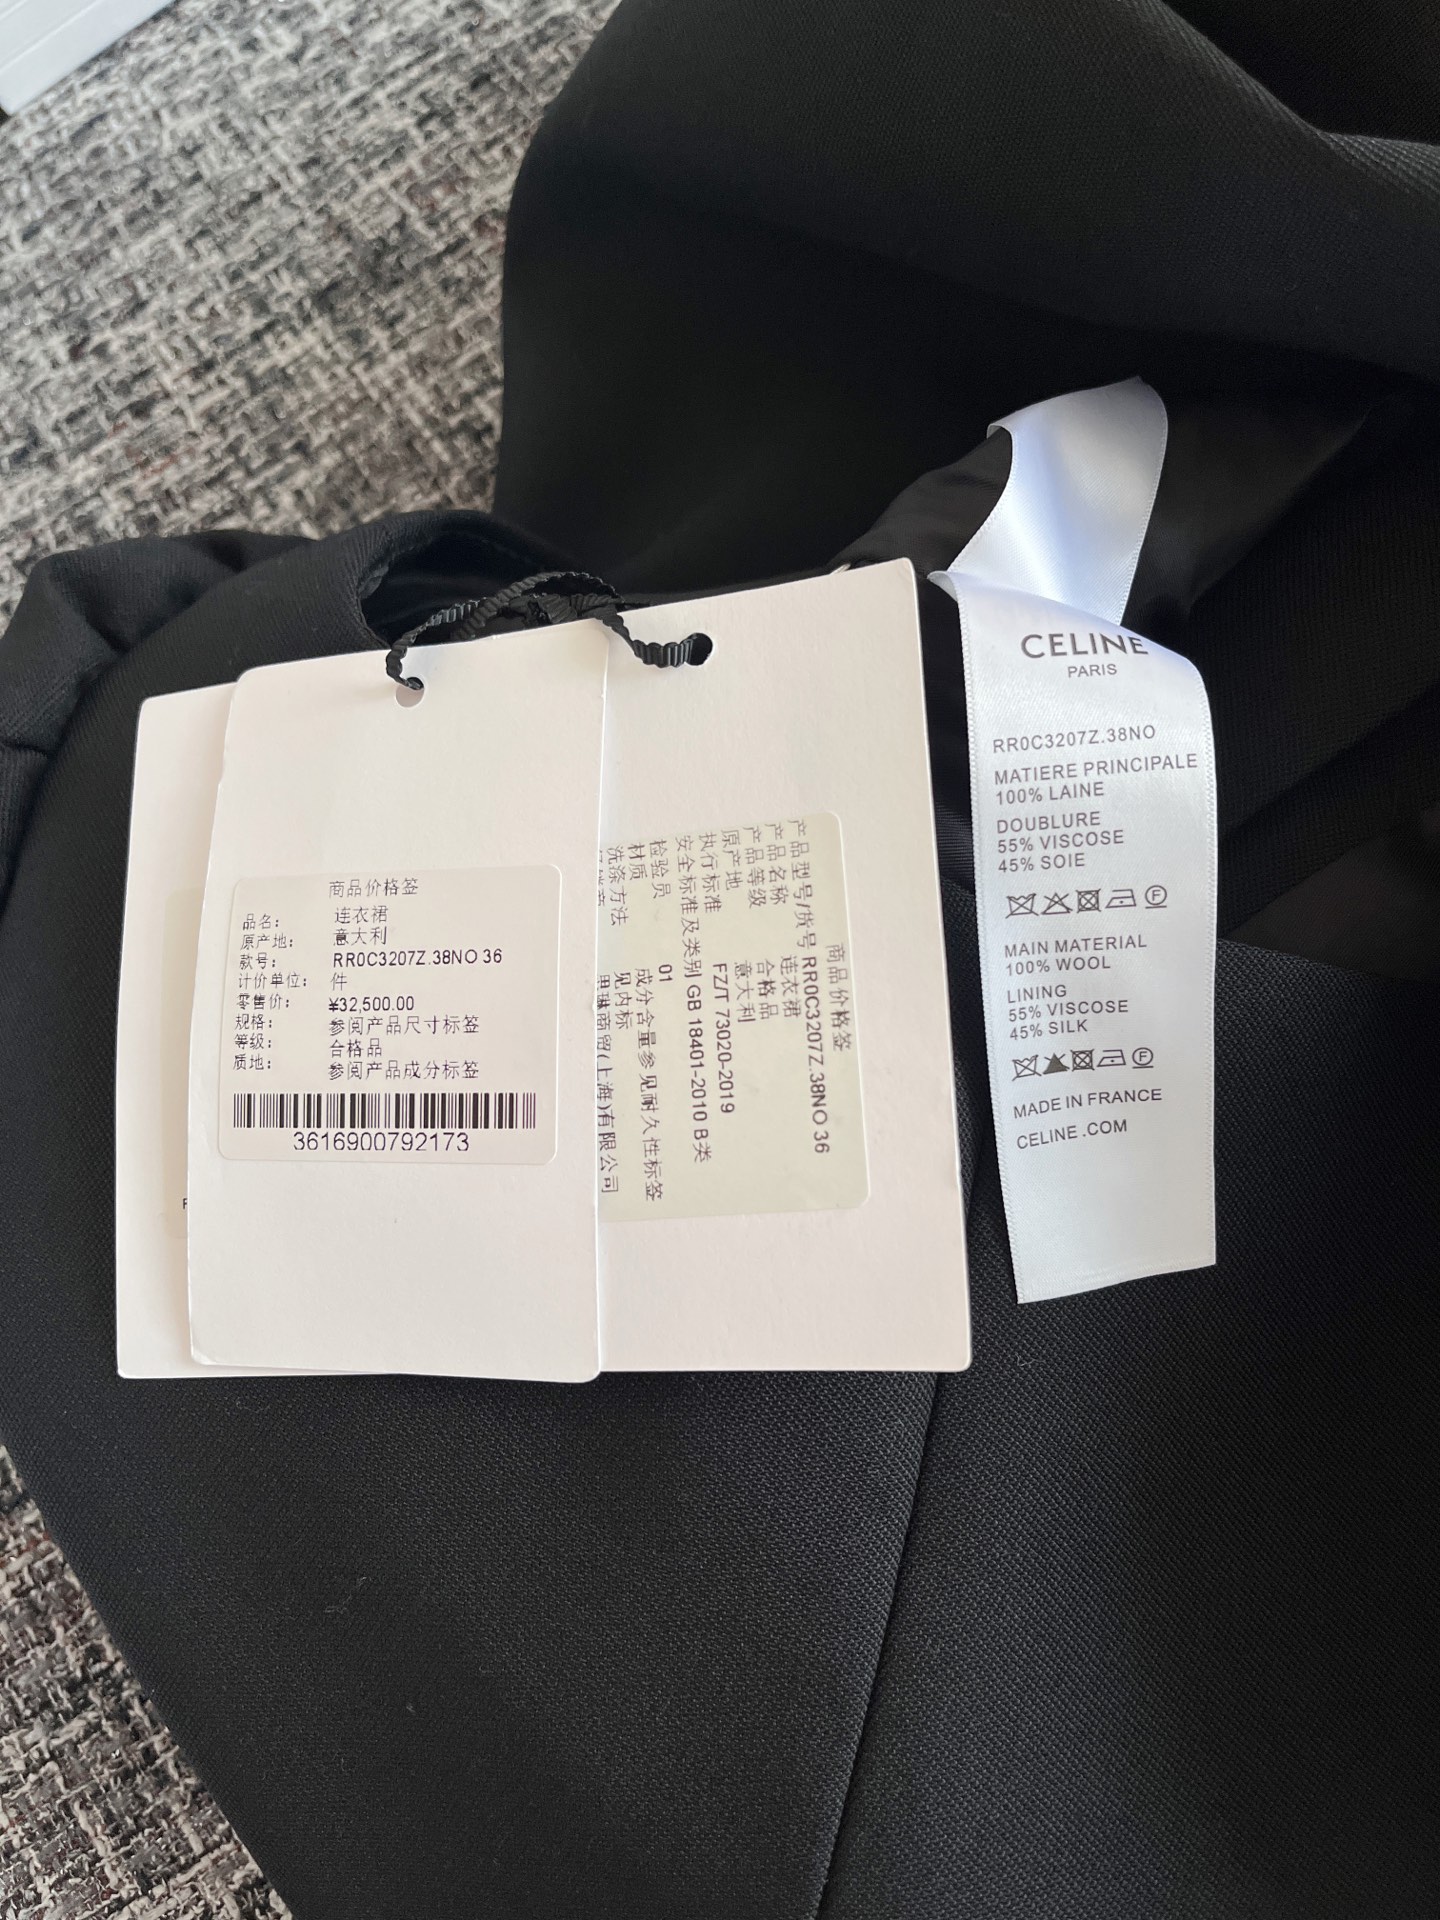 商品价格签
品名: 连衣裙
原产地: 意大利
款号: RR0C3207Z.38NO 36
计价单位: 件
零售价: ¥32,500.00
规格: 参阅产品尺寸标签
等级: 合格品
质地: 参阅产品成分标签
3616900792173
商品价格签
产品型号/货号 RR0C3207Z.38NO 36
产品名称 连衣裙
产品等级 合格品
原产地 意大利
执行标准 FZ/T 73020-2019
安全标准及类别 GB 18401-2010 B类
检验员 01
材质 成分含量参见耐久性标签
洗涤方法 见内标
商贸(上海)有限公司
CELINE
PARIS
RR0C3207Z.38NO
MATIERE PRINCIPALE
100% LAINE
DOUBLURE
55% VISCOSE
45% SOIE
F
MAIN MATERIAL
100% WOOL
LINING
55% VISCOSE
45% SILK
F
MADE IN FRANCE
CELINE.COM